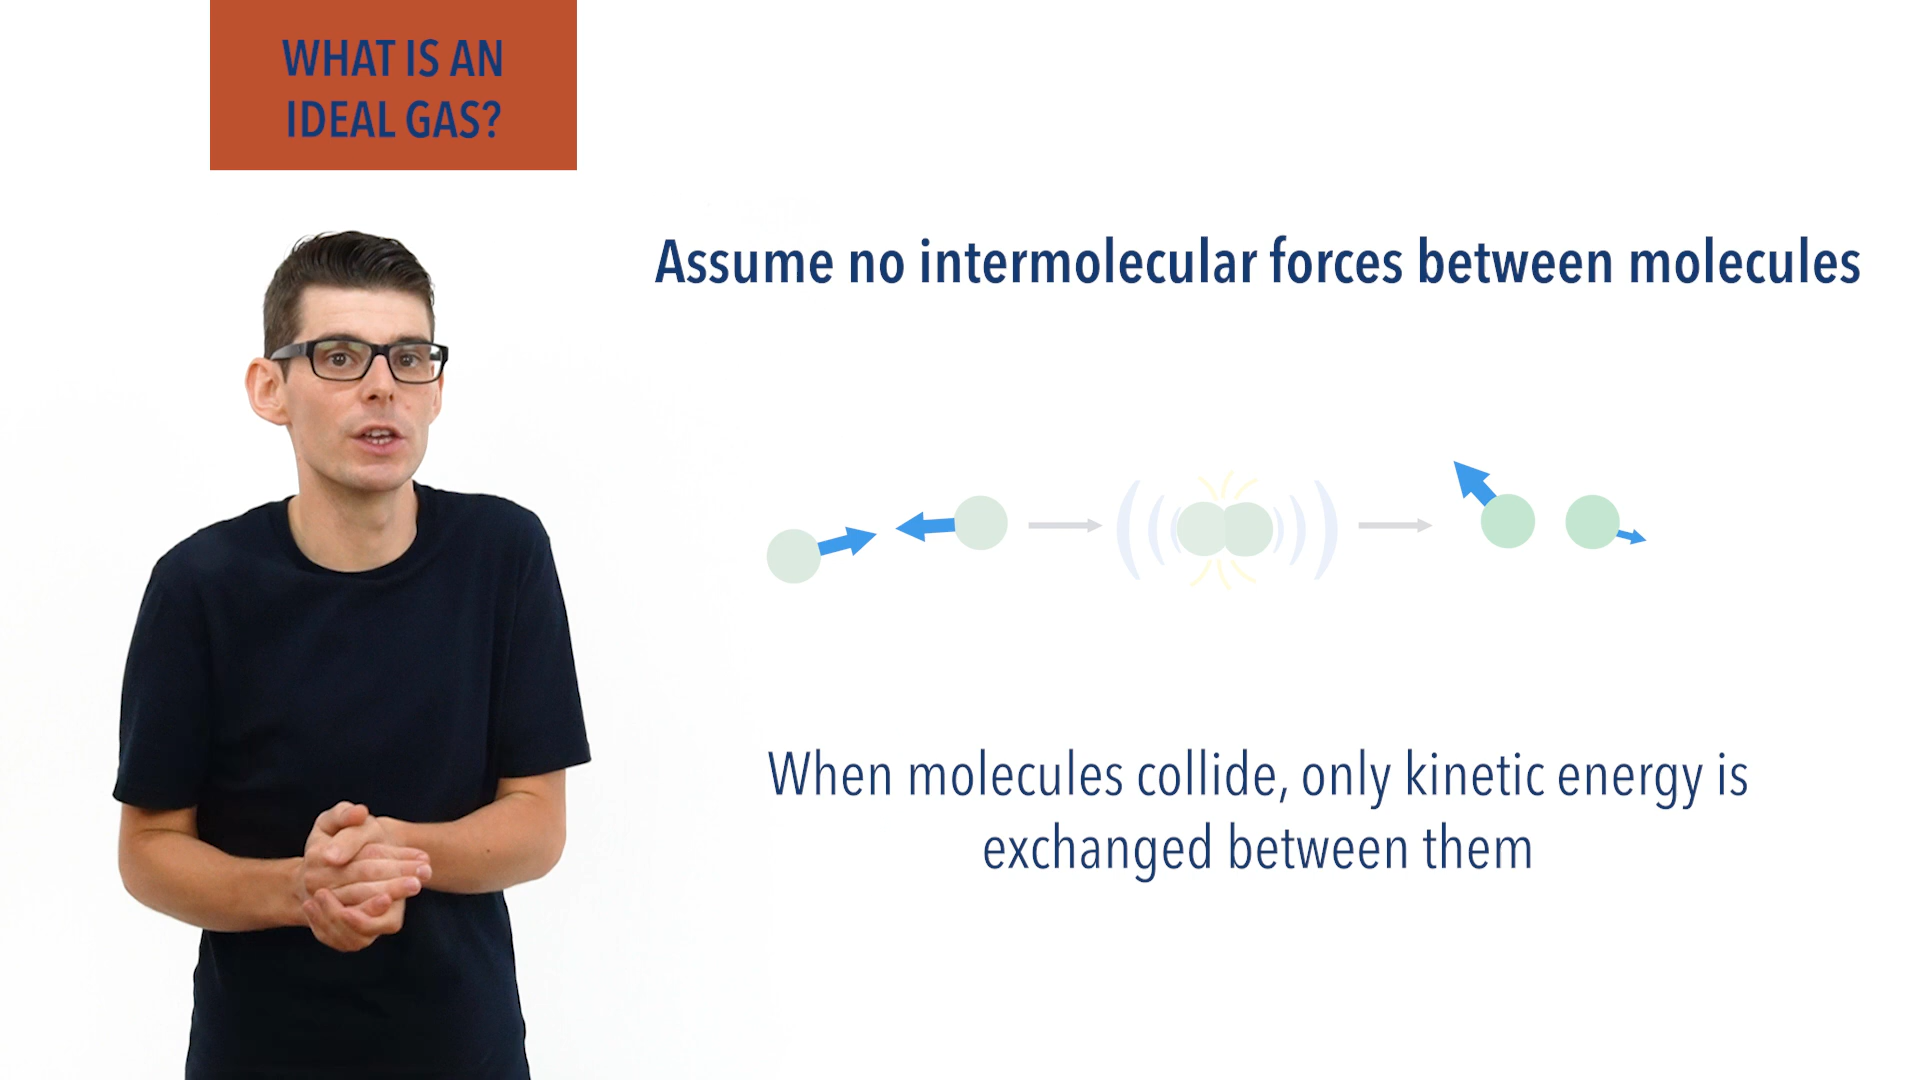 WHAT IS AN
IDEAL GAS?
Assume no intermolecular forces between molecules
When molecules collide, only kinetic energy is
exchanged between them